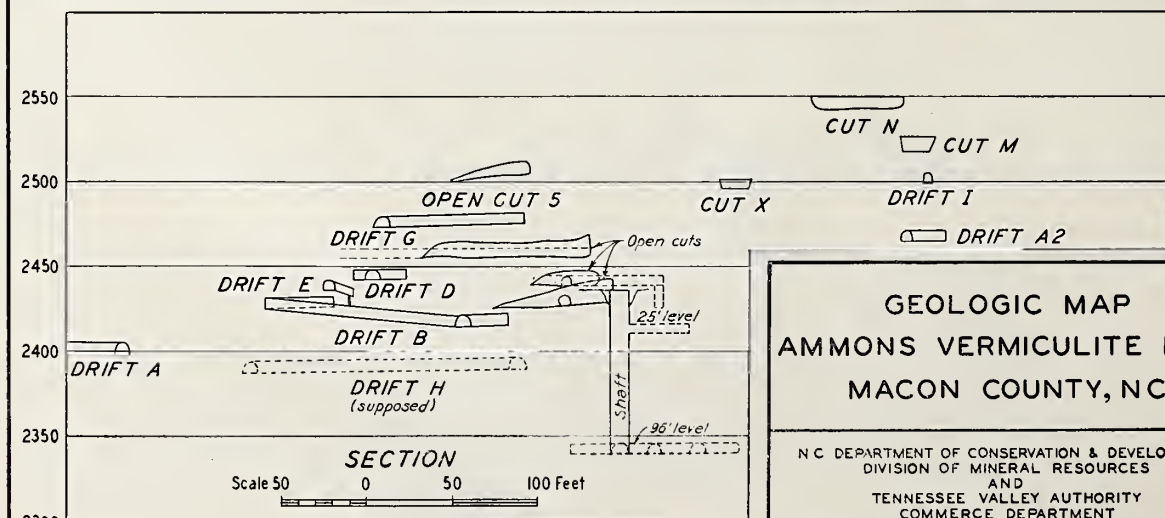 2550
CUT N
CUT M
2500
OPEN CUT 5
CUT X
DRIFT I
DRIFT G
Open cuts
DRIFT A2
2450
DRIFT E
DRIFT D
25' level
DRIFT B
2400
DRIFT A
DRIFT H
(supposed)
Shaft
96' level
2350
SECTION
Scale 50 0 50 100 Feet
GEOLOGIC MAP
AMMONS VERMICULITE
MACON COUNTY, NC
N C DEPARTMENT OF CONSERVATION & DEVELO
DIVISION OF MINERAL RESOURCES
AND
TENNESSEE VALLEY AUTHORITY
COMMERCE DEPARTMENT